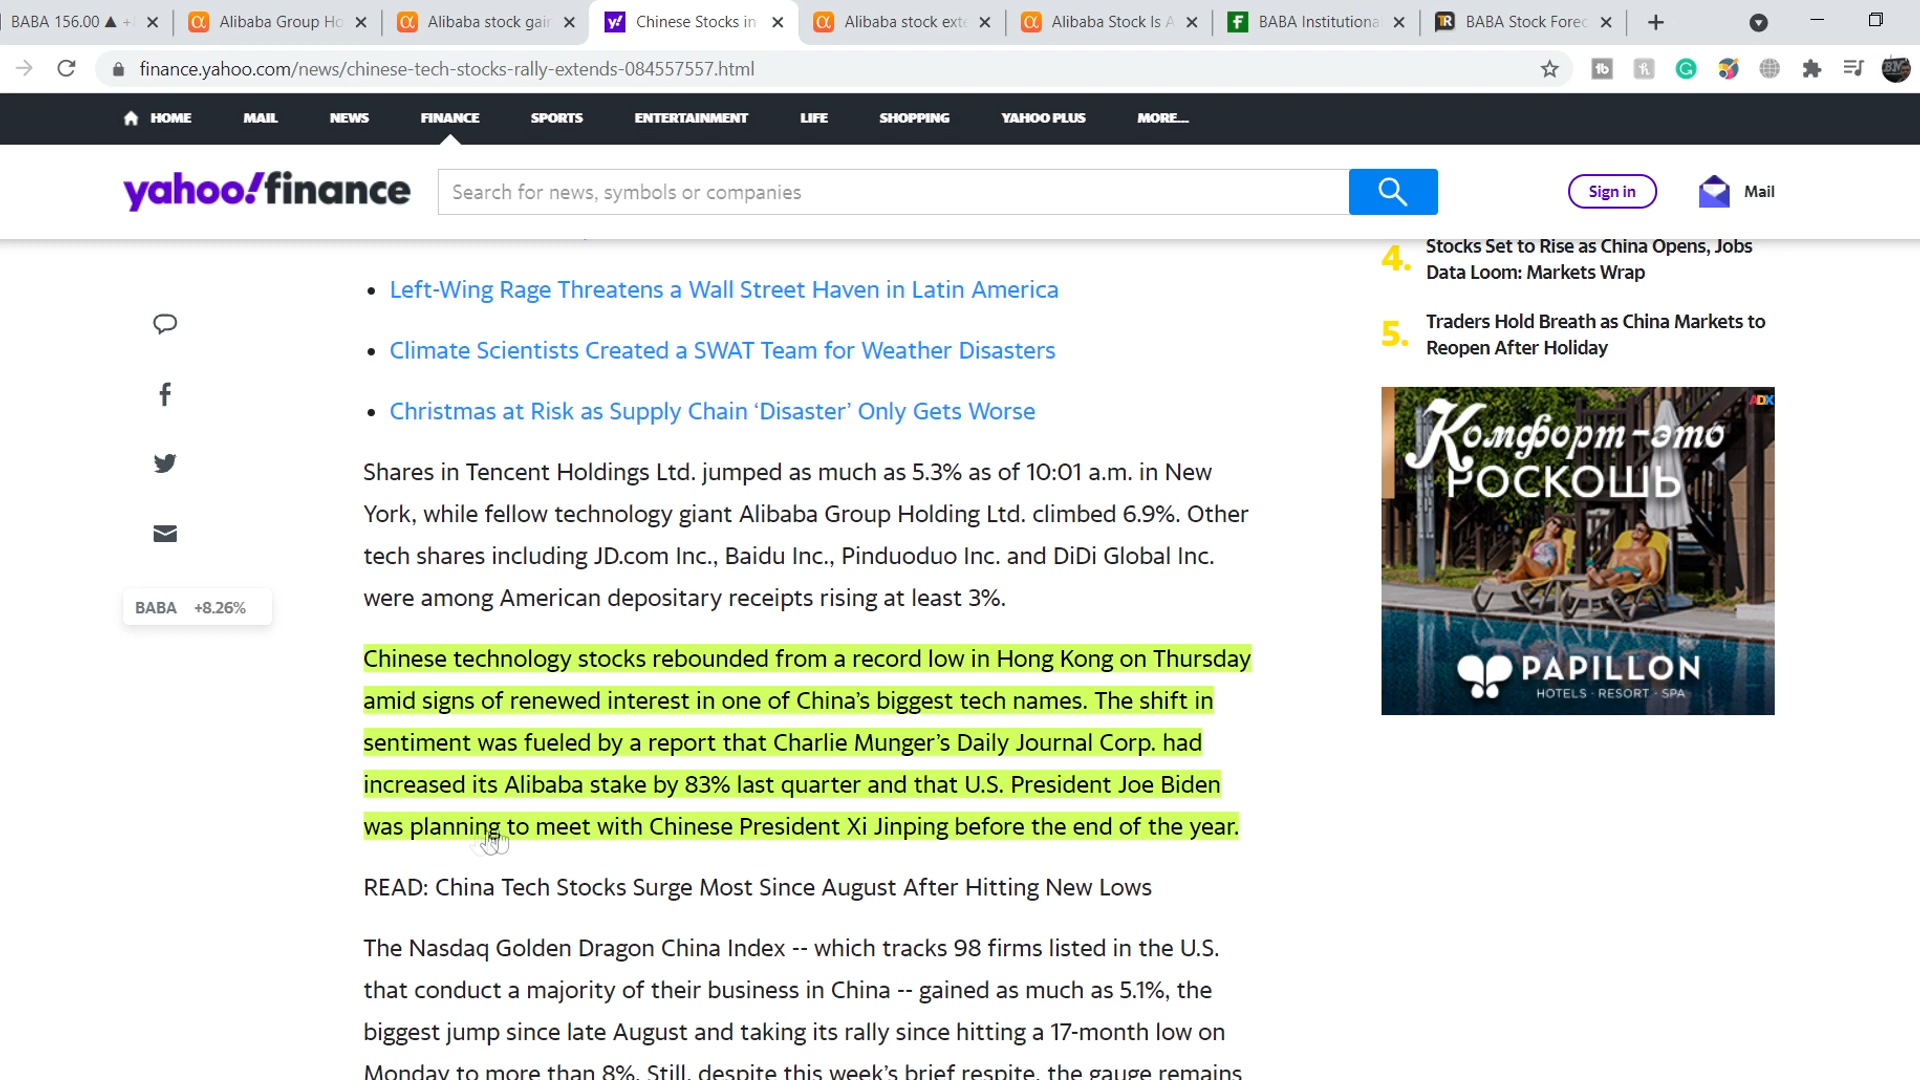 BABA 156.00 ▲ +
Alibaba Group Ho
Alibaba stock gai
Chinese Stocks in
Alibaba stock exte
Alibaba Stock Is A
BABA Institutiona
BABA Stock Forec
finance.yahoo.com/news/chinese-tech-stocks-rally-extends-084557557.html
HOME MAIL NEWS FINANCE SPORTS ENTERTAINMENT LIFE SHOPPING YAHOO PLUS MORE...
yahoo!finance
Search for news, symbols or companies
Sign in
Mail
• Left-Wing Rage Threatens a Wall Street Haven in Latin America
• Climate Scientists Created a SWAT Team for Weather Disasters
• Christmas at Risk as Supply Chain ‘Disaster’ Only Gets Worse
Shares in Tencent Holdings Ltd. jumped as much as 5.3% as of 10:01 a.m. in New
York, while fellow technology giant Alibaba Group Holding Ltd. climbed 6.9%. Other
tech shares including JD.com Inc., Baidu Inc., Pinduoduo Inc. and DiDi Global Inc.
were among American depositary receipts rising at least 3%.
BABA +8.26%
Chinese technology stocks rebounded from a record low in Hong Kong on Thursday
amid signs of renewed interest in one of China’s biggest tech names. The shift in
sentiment was fueled by a report that Charlie Munger’s Daily Journal Corp. had
increased its Alibaba stake by 83% last quarter and that U.S. President Joe Biden
was planning to meet with Chinese President Xi Jinping before the end of the year.
READ: China Tech Stocks Surge Most Since August After Hitting New Lows
The Nasdaq Golden Dragon China Index -- which tracks 98 firms listed in the U.S.
that conduct a majority of their business in China -- gained as much as 5.1%, the
biggest jump since late August and taking its rally since hitting a 17-month low on
Monday to more than 8%. Still, despite this week’s brief respite, the gauge remains
4. Stocks Set to Rise as China Opens, Jobs
Data Loom: Markets Wrap
5. Traders Hold Breath as China Markets to
Reopen After Holiday
ADX
Комфорт-это
РОСКОШЬ
PAPILLON
HOTELS · RESORT · SPA